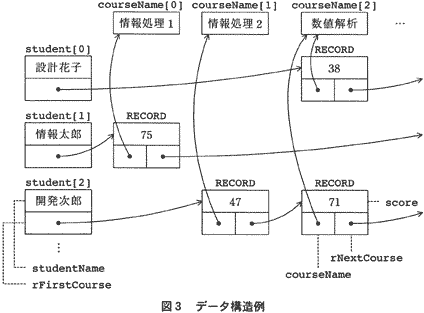 courseName[0] courseName[1] courseName[2]
情報処理1 情報処理2 数値解析 …
student[0] RECORD
設計花子 38
student[1] RECORD
情報太郎 75
student[2] RECORD RECORD
開発次郎 47 71 score
⋮
studentName rNextCourse
rFirstCourse courseName
図3 データ構造例